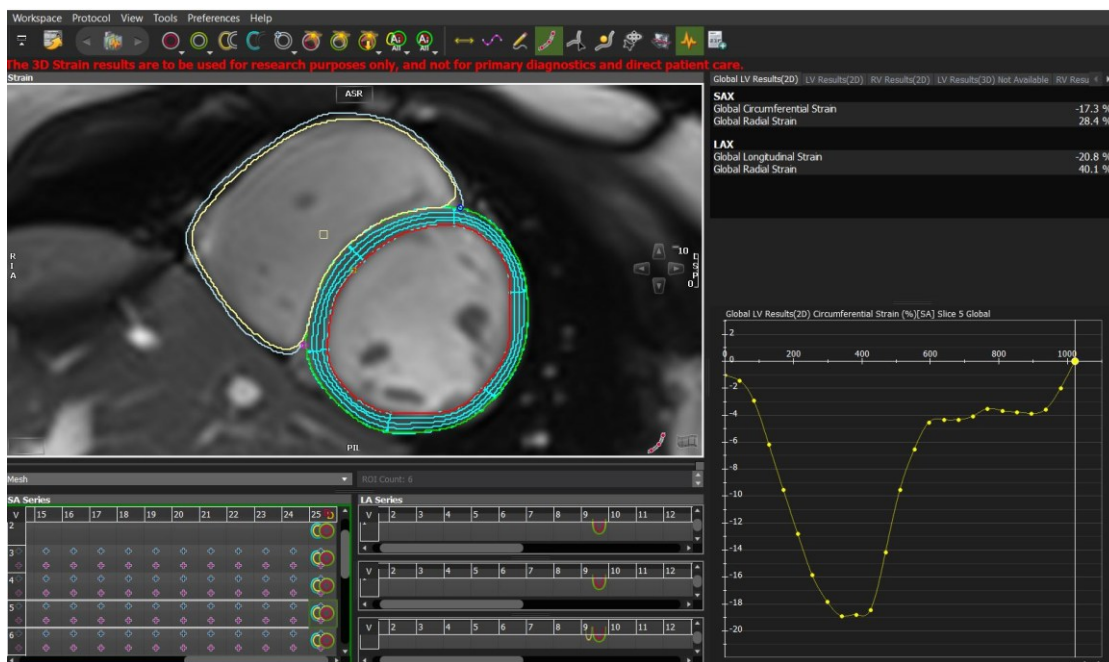 Workspace Protocol View Tools Preferences Help
All All
The 3D Strain results are to be used for research purposes only, and not for primary diagnostics and direct patient care.
Strain
ASR
R
I
A
10
0
PIL
Global LV Results(2D) LV Results(2D) RV Results(2D) LV Results(3D) Not Available RV Resu
SAX
Global Circumferential Strain -17.3 %
Global Radial Strain 28.4 %
LAX
Global Longitudinal Strain -20.8 %
Global Radial Strain 40.1 %
Global LV Results(2D) Circumferential Strain (%)[SA] Slice 5 Global
2
0 0 200 400 600 800 1000
-2
-4
-6
-8
-10
-12
-14
-16
-18
-20
Mesh
ROI Count: 6
SA Series
V 15 16 17 18 19 20 21 22 23 24 25
2
3
4
5
6
LA Series
V 2 3 4 5 6 7 8 9 10 11 12
V 2 3 4 5 6 7 8 9 10 11 12
V 2 3 4 5 6 7 8 9 10 11 12